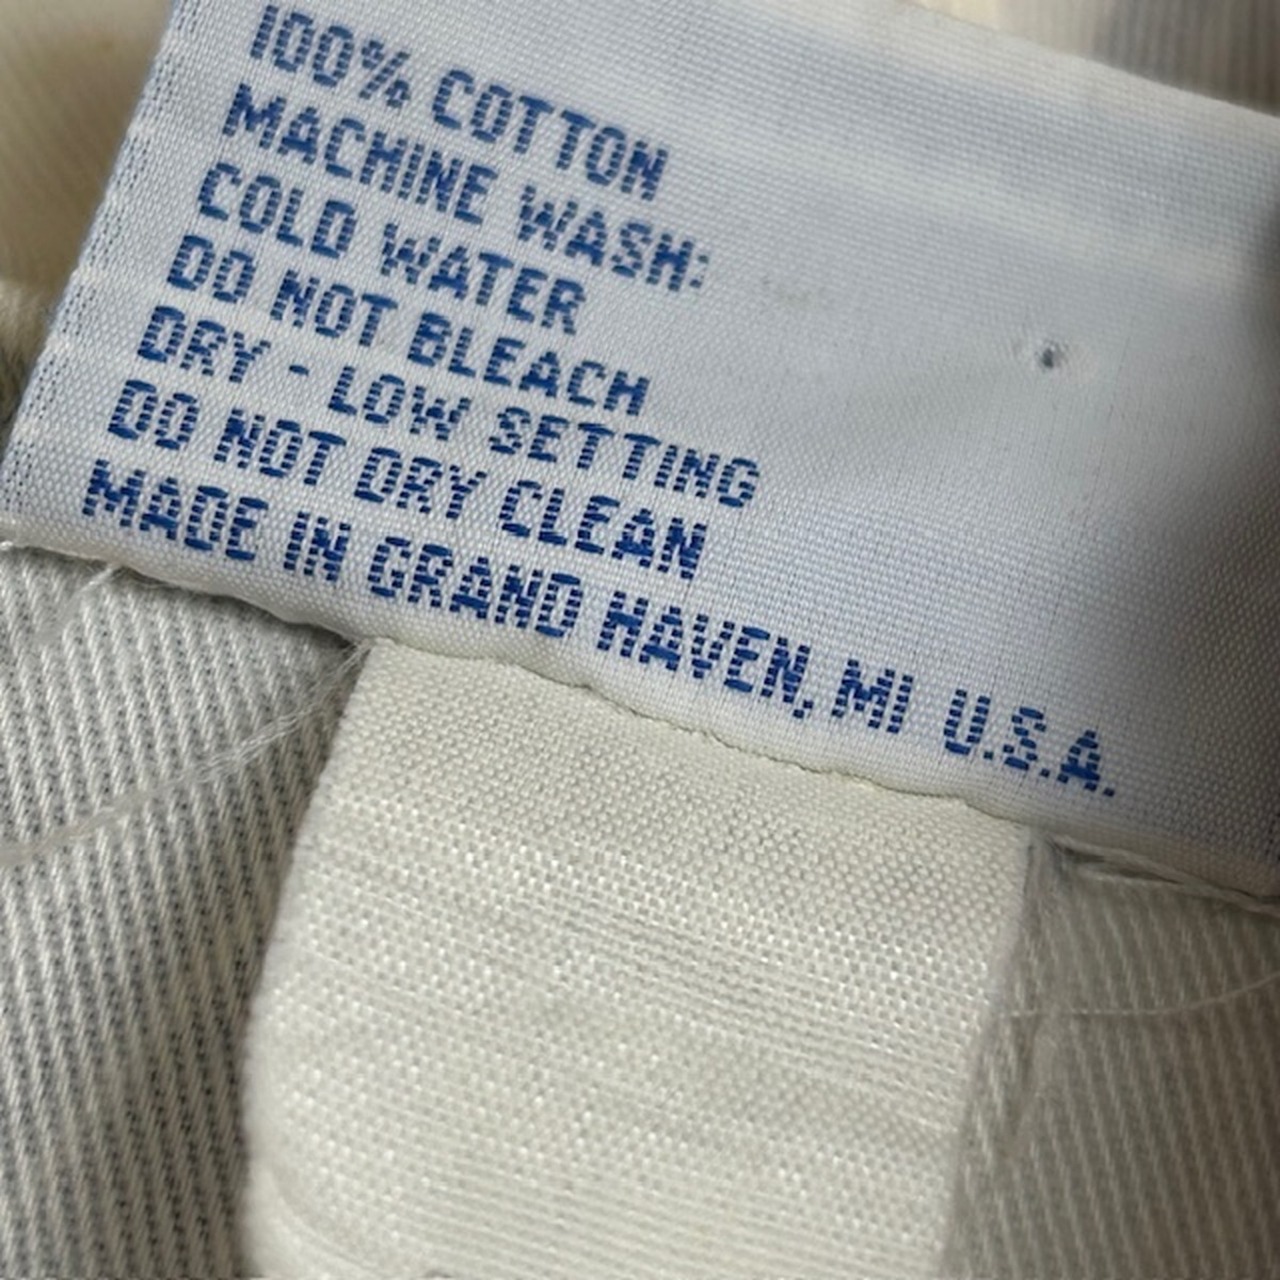 100% COTTON
MACHINE WASH:
COLD WATER
DO NOT BLEACH
DRY - LOW SETTING
DO NOT DRY CLEAN
MADE IN GRAND HAVEN, MI U.S.A.